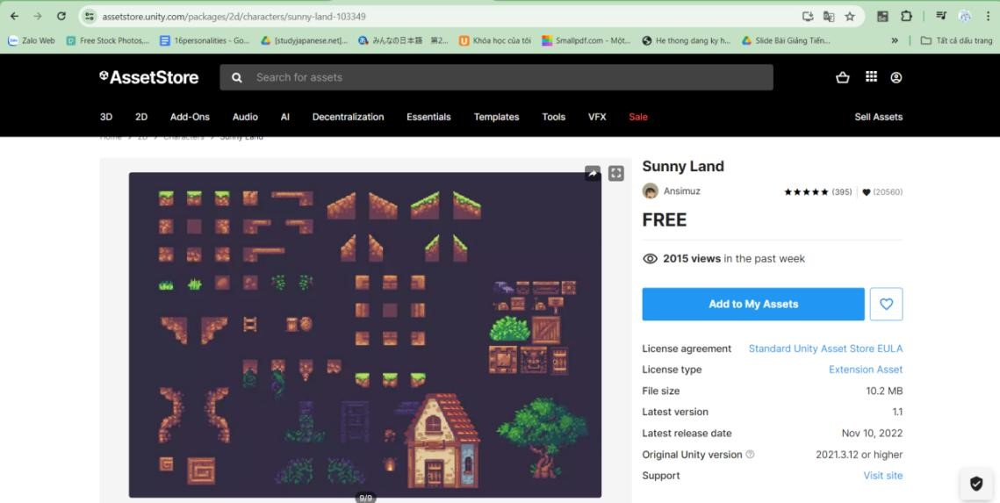 assetstore.unity.com/packages/2d/characters/sunny-land-103349
Zalo Web Free Stock Photos,... 16personalities - Go... [studyjapanese.net]... みんなの日本語 第2... Khóa học của tôi Smallpdf.com - Một... He thong dang ky h... Slide Bài Giảng Tiến... » Tất cả dấu trang
AssetStore Search for assets
3D 2D Add-Ons Audio AI Decentralization Essentials Templates Tools VFX Sale Sell Assets
Home > 2D > Characters > Sunny Land
Sunny Land
Ansimuz ★★★★★ (395) | ♥ (20560)
FREE
2015 views in the past week
Add to My Assets
License agreement Standard Unity Asset Store EULA
License type Extension Asset
File size 10.2 MB
Latest version 1.1
Latest release date Nov 10, 2022
Original Unity version 2021.3.12 or higher
Support Visit site
9/9